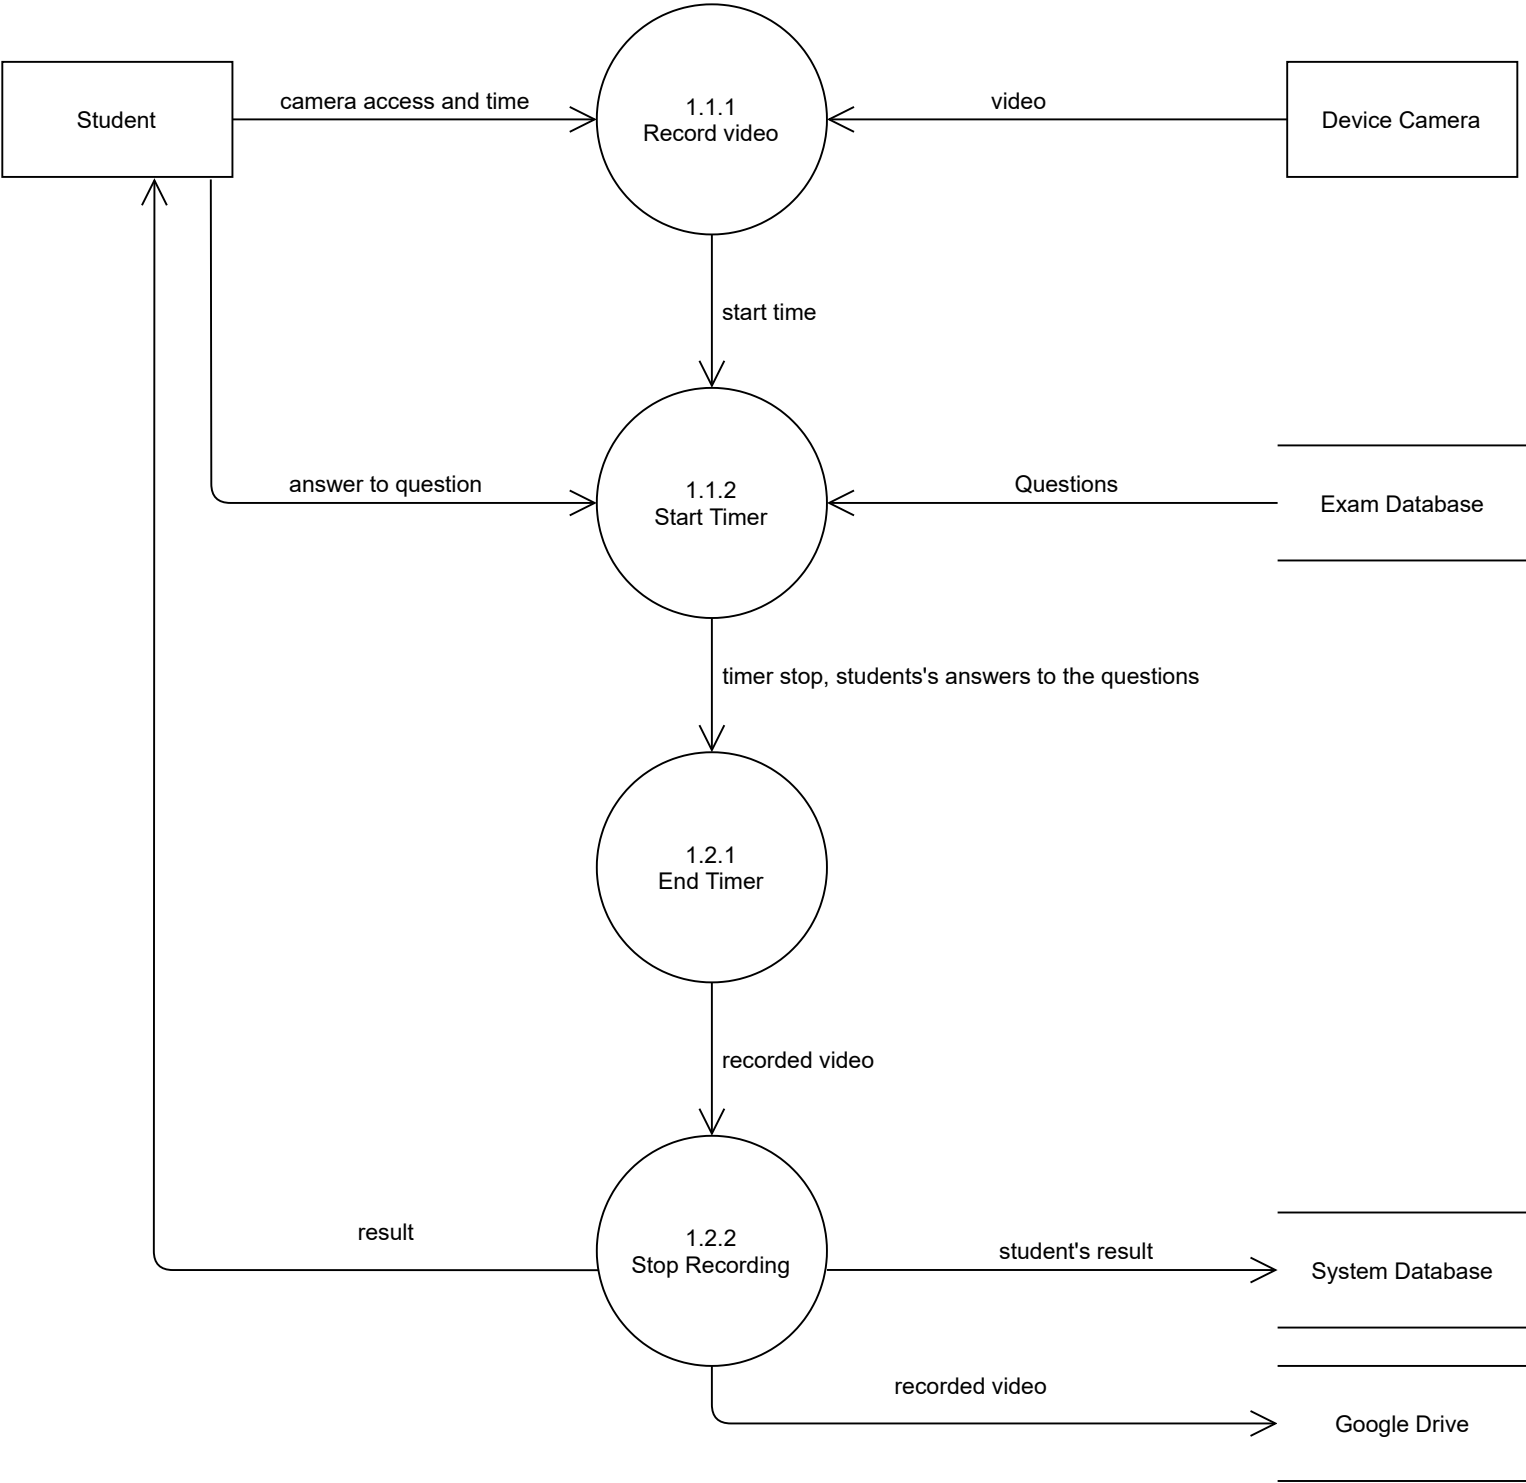 Student
camera access and time
1.1.1
Record video
video
Device Camera
start time
answer to question
1.1.2
Start Timer
Questions
Exam Database
timer stop, students's answers to the questions
1.2.1
End Timer
recorded video
result
1.2.2
Stop Recording
student's result
System Database
recorded video
Google Drive